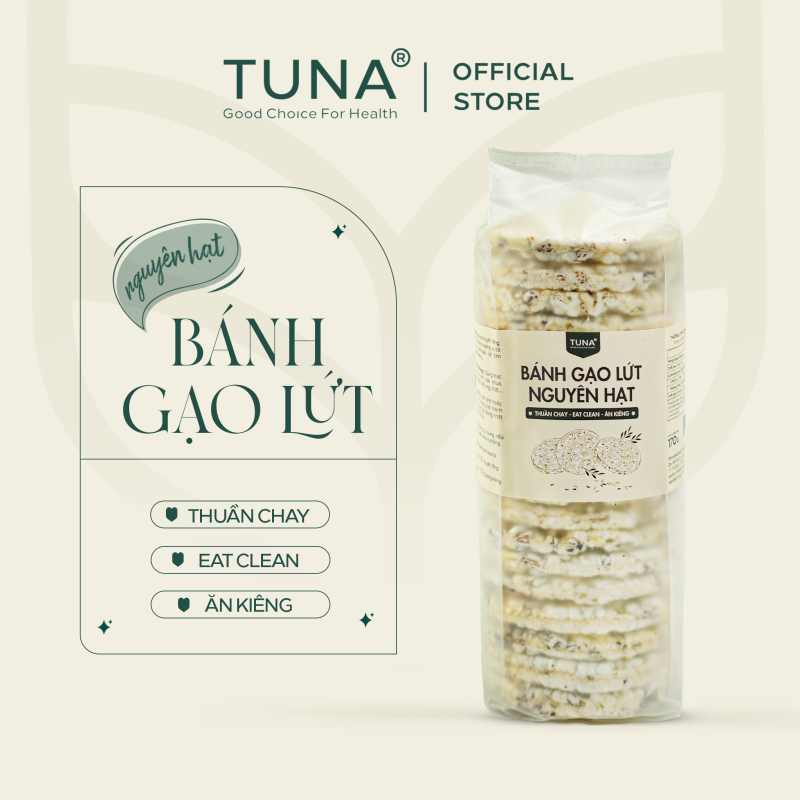 TUNA®
Good Choice For Health
OFFICIAL
STORE
nguyên hạt
BÁNH
GẠO LỨT
THUẦN CHAY
EAT CLEAN
ĂN KIÊNG
TUNA®
BÁNH GẠO LỨT
NGUYÊN HẠT
THUẦN CHAY - EAT CLEAN - ĂN KIÊNG